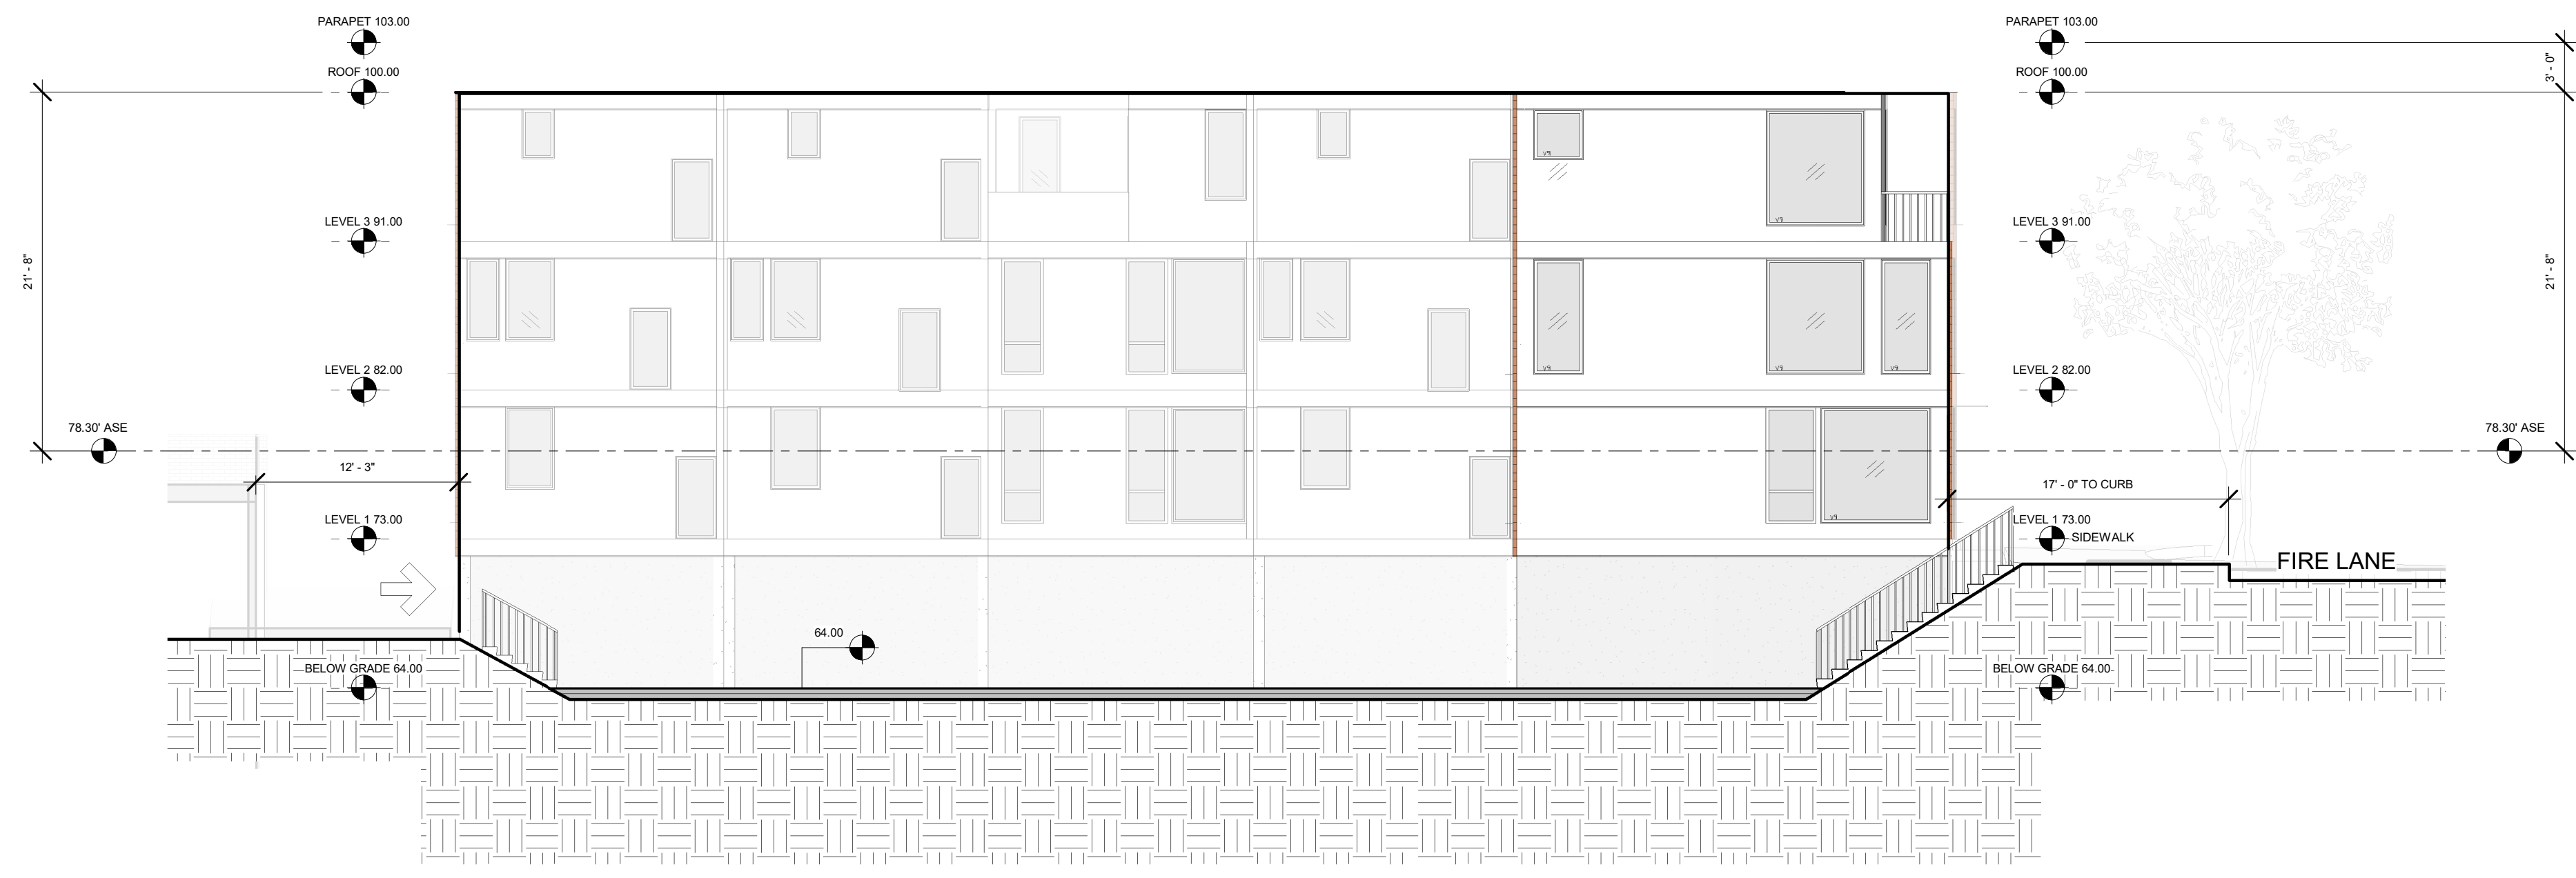 PARAPET 103.00
PARAPET 103.00
ROOF 100.00
ROOF 100.00
3' - 0"
LEVEL 3 91.00
LEVEL 3 91.00
21' - 8"
21' - 8"
LEVEL 2 82.00
LEVEL 2 82.00
78.30' ASE
78.30' ASE
12' - 3"
17' - 0" TO CURB
LEVEL 1 73.00
LEVEL 1 73.00
SIDEWALK
FIRE LANE
64.00
BELOW GRADE 64.00
BELOW GRADE 64.00